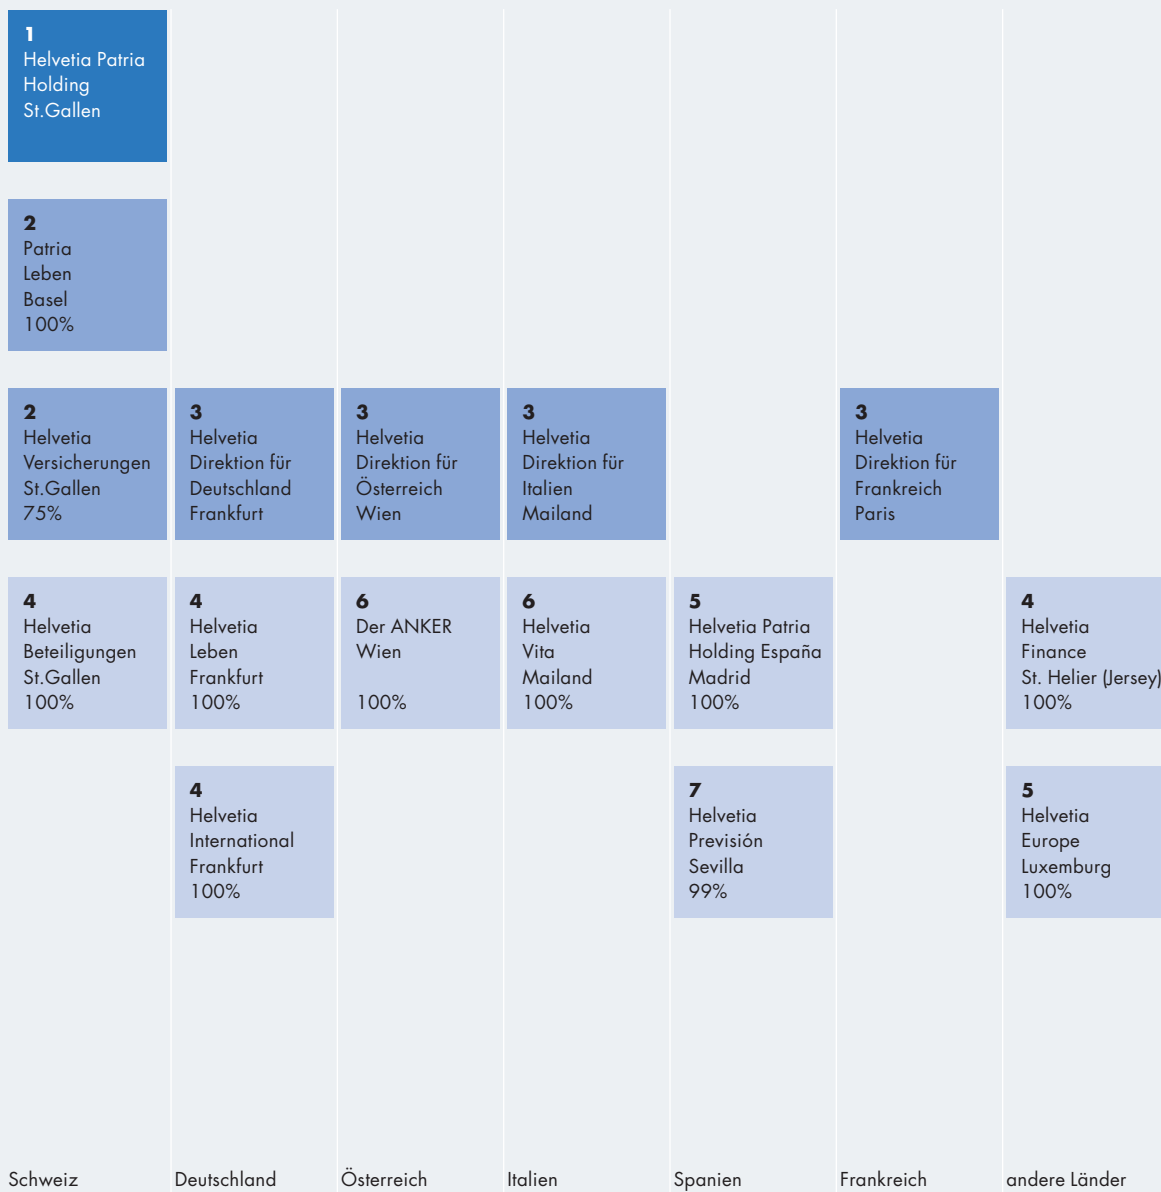 1
Helvetia Patria
Holding
St.Gallen
2
Patria
Leben
Basel
100%
2
Helvetia
Versicherungen
St.Gallen
75%
3
Helvetia
Direktion für
Deutschland
Frankfurt
3
Helvetia
Direktion für
Österreich
Wien
3
Helvetia
Direktion für
Italien
Mailand
3
Helvetia
Direktion für
Frankreich
Paris
4
Helvetia
Beteiligungen
St.Gallen
100%
4
Helvetia
Leben
Frankfurt
100%
6
Der ANKER
Wien
100%
6
Helvetia
Vita
Mailand
100%
5
Helvetia Patria
Holding España
Madrid
100%
4
Helvetia
Finance
St. Helier (Jersey)
100%
4
Helvetia
International
Frankfurt
100%
7
Helvetia
Previsión
Sevilla
99%
5
Helvetia
Europe
Luxemburg
100%
Schweiz
Deutschland
Österreich
Italien
Spanien
Frankreich
andere Länder